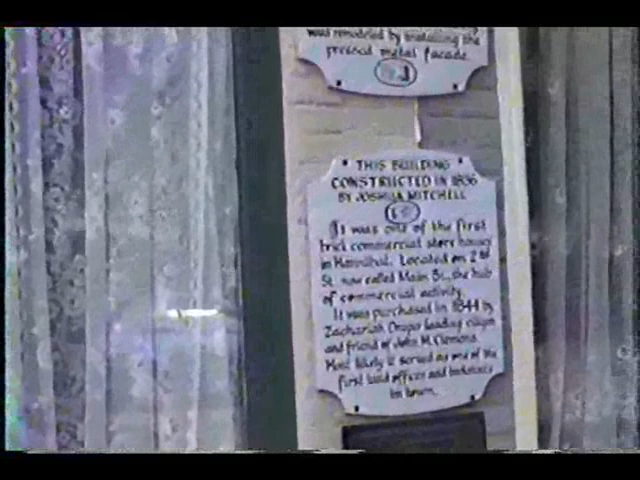 was remodeled by installing the
present metal facade.
THIS BUILDING
CONSTRUCTED IN 1836
BY JOSHUA MITCHELL
It was one of the first
brick commercial store houses
in Hannibal. Located on 2nd
St. now called Main St., the hub
of commercial activity.
It was purchased in 1844 by
Zachariah Draper leading citizen
and friend of John M. Clemens.
Most likely it served as one of the
first land offices and
in town.